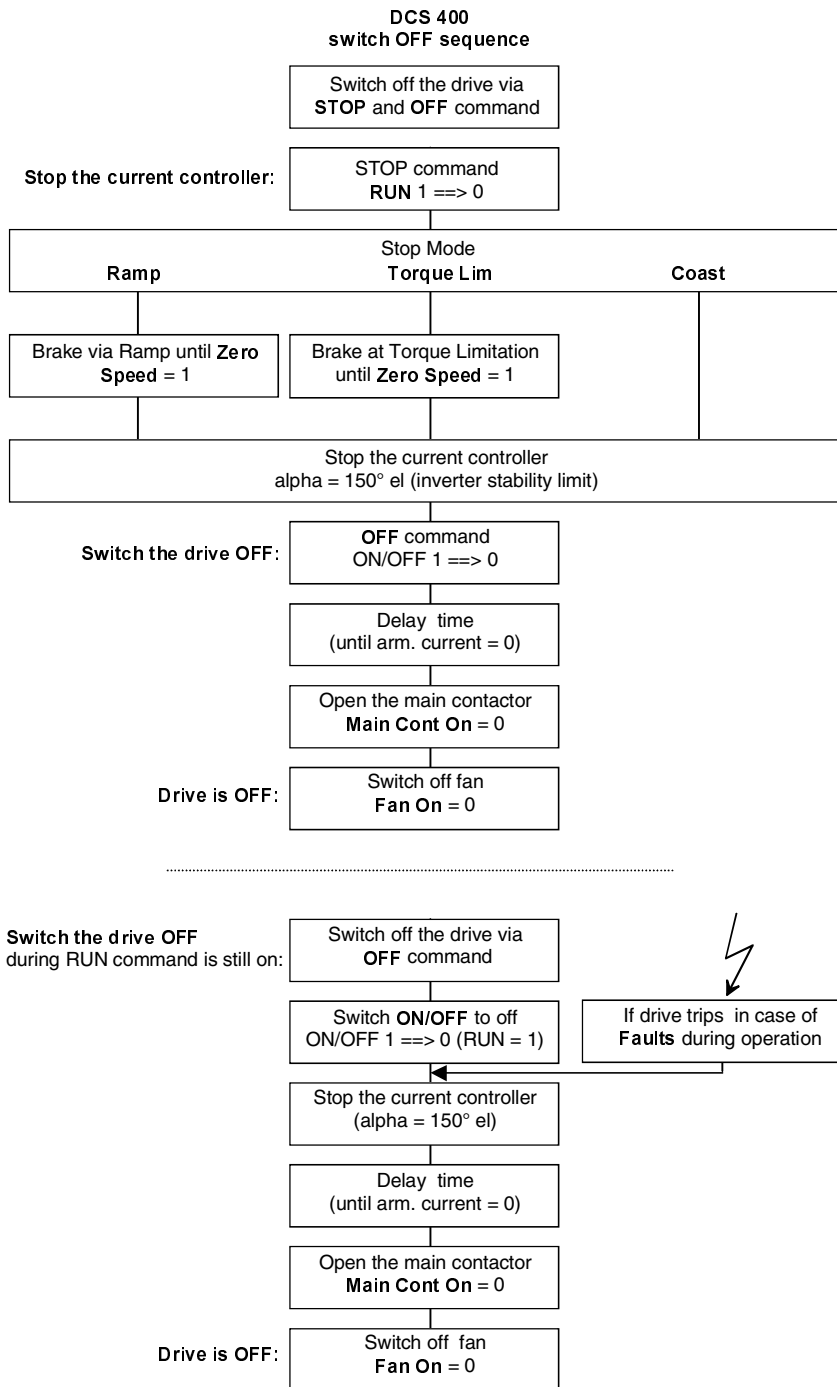 DCS 400
switch OFF sequence
Switch off the drive via
STOP and OFF command
Stop the current controller:
STOP command
RUN 1 ==> 0
Stop Mode
Ramp
Torque Lim
Coast
Brake via Ramp until Zero
Speed = 1
Brake at Torque Limitation
until Zero Speed = 1
Stop the current controller
alpha = 150° el (inverter stability limit)
Switch the drive OFF:
OFF command
ON/OFF 1 ==> 0
Delay time
(until arm. current = 0)
Open the main contactor
Main Cont On = 0
Drive is OFF:
Switch off fan
Fan On = 0
Switch the drive OFF
during RUN command is still on:
Switch off the drive via
OFF command
Switch ON/OFF to off
ON/OFF 1 ==> 0 (RUN = 1)
If drive trips in case of
Faults during operation
Stop the current controller
(alpha = 150° el)
Delay time
(until arm. current = 0)
Open the main contactor
Main Cont On = 0
Drive is OFF:
Switch off fan
Fan On = 0